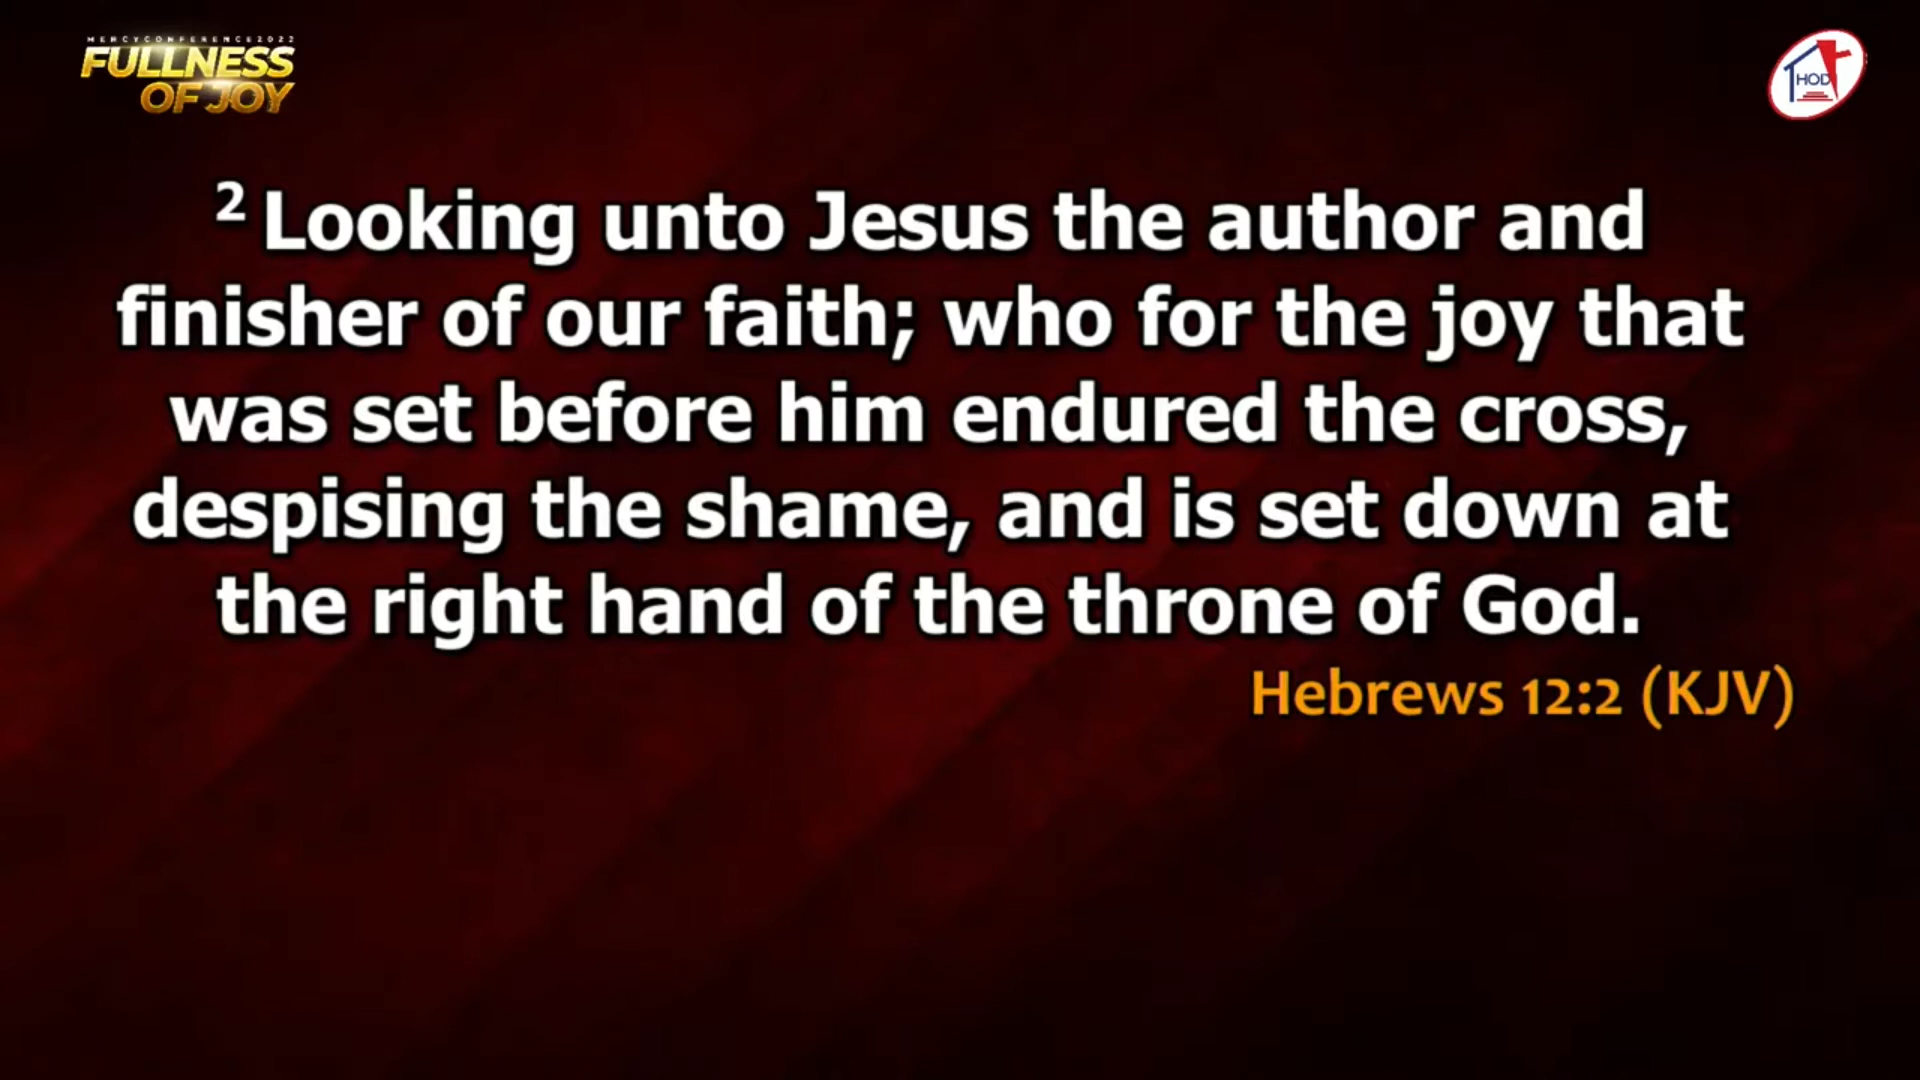 MERCYCONFERENCE2022
FULLNESS
OF JOY
HOD
2 Looking unto Jesus the author and
finisher of our faith; who for the joy that
was set before him endured the cross,
despising the shame, and is set down at
the right hand of the throne of God.
Hebrews 12:2 (KJV)